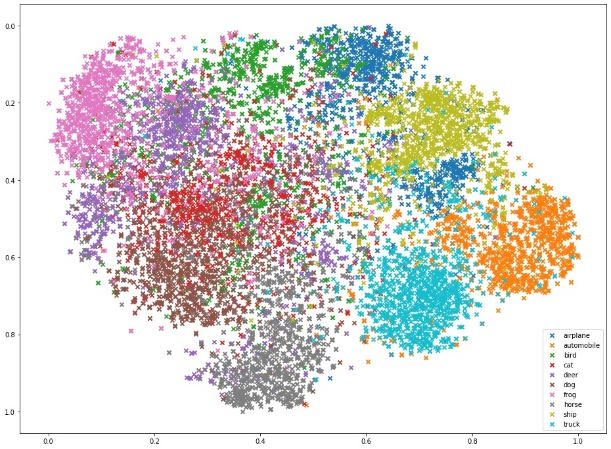 0.0
0.2
0.4
0.6
0.8
1.0
0.0 0.2 0.4 0.6 0.8 1.0
airplane
automobile
bird
cat
deer
dog
frog
horse
ship
truck